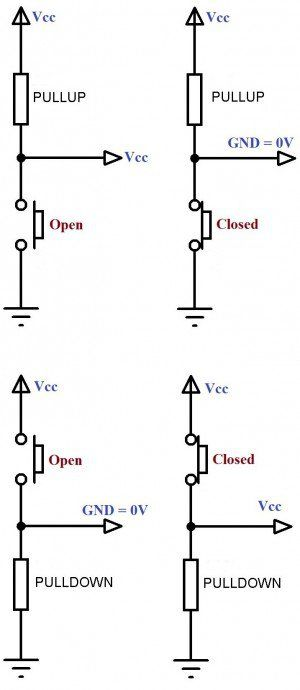 Vcc
Vcc
PULLUP
PULLUP
GND = 0V
Vcc
Open
Closed
Vcc
Vcc
Open
Closed
GND = 0V
Vcc
PULLDOWN
PULLDOWN